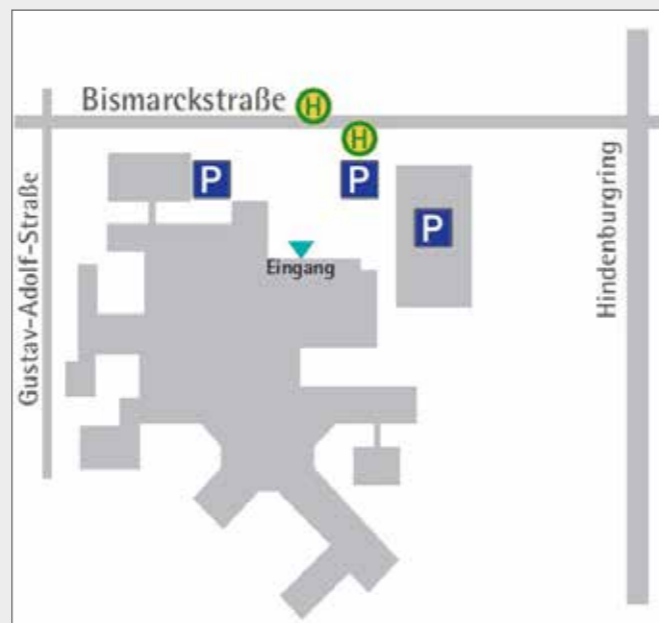 Bismarckstraße
H
H
P
P
P
Eingang
Gustav-Adolf-Straße
Hindenburgring